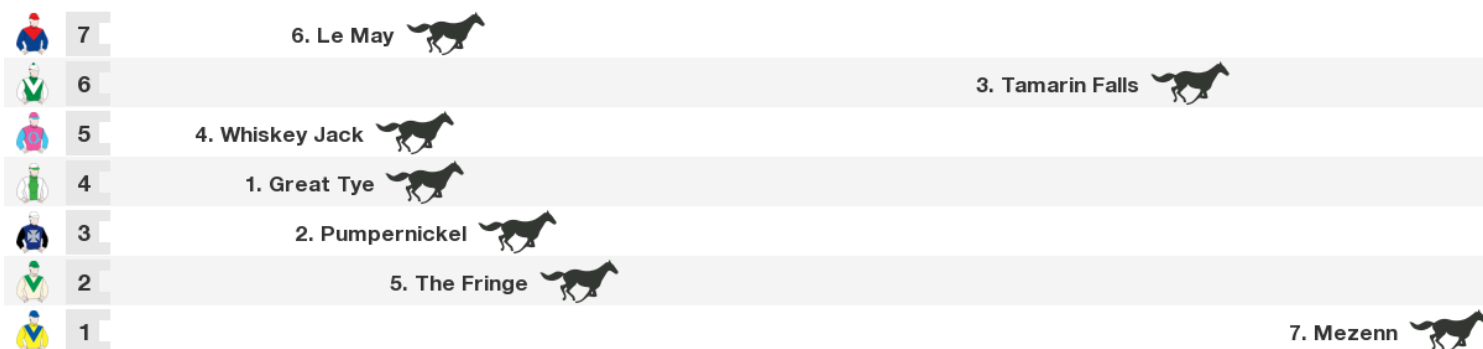 7 6. Le May
6 3. Tamarin Falls
5 4. Whiskey Jack
4 1. Great Tye
3 2. Pumpernickel
2 5. The Fringe
1 7. Mezenn